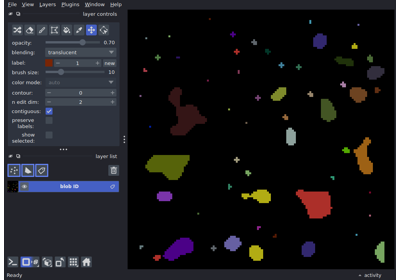 File View Layers Plugins Window Help
layer controls
opacity: 0.70
blending: translucent
label: 1 new
brush size: 10
color mode: auto
contour: 0
n edit dim: 2
contiguous:
preserve
labels:
show
selected:
layer list
blob ID
Ready
activity